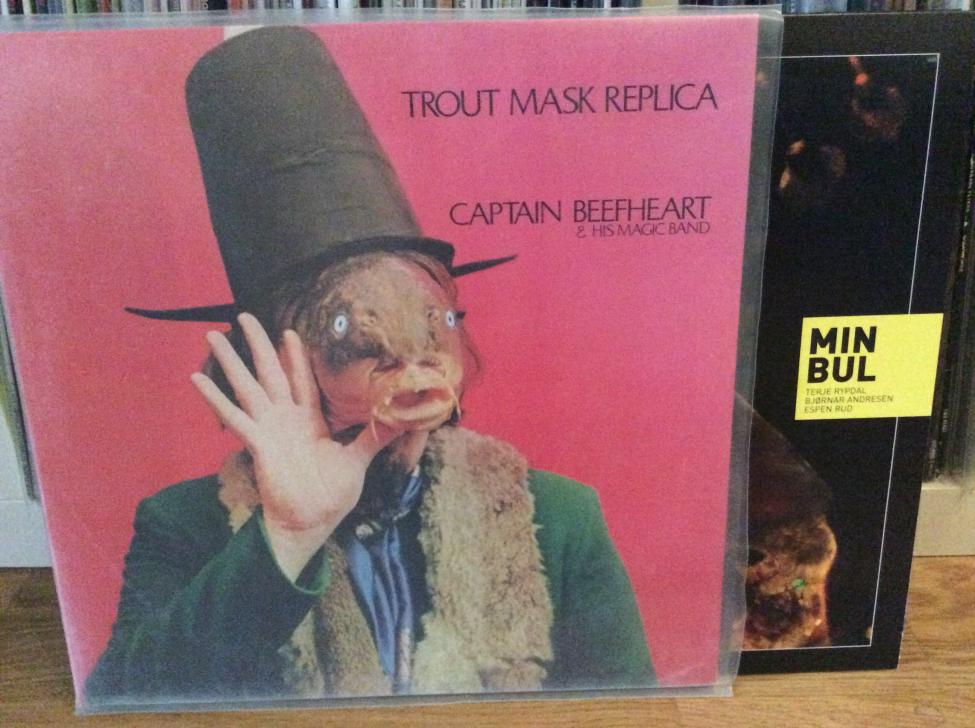 TROUT MASK REPLICA
CAPTAIN BEEFHEART
& HIS MAGIC BAND
MIN
BUL
TERJE RYPDAL
BJØRNAR ANDRESEN
ESPEN RUD